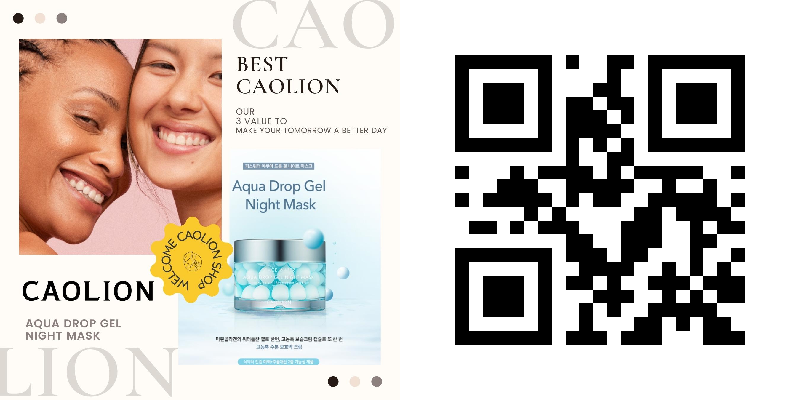 CAO
BEST
CAOLION
OUR
3 VALUE TO
MAKE YOUR TOMORROW A BETTER DAY
Aqua Drop Gel
Night Mask
WELCOME CAOLION SHOP
CAOLION
AQUA DROP GEL
NIGHT MASK
LION